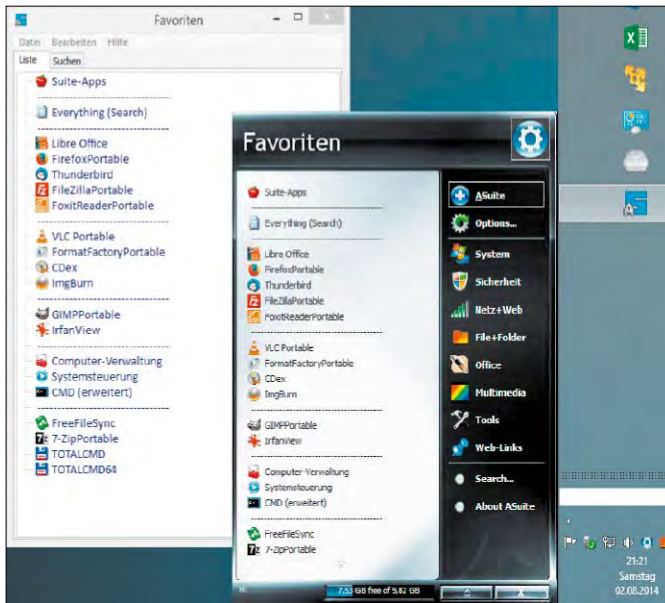 Favoriten
Datei Bearbeiten Hilfe
Liste Suchen
Suite-Apps
Everything (Search)
Libre Office
FirefoxPortable
Thunderbird
FileZillaPortable
FoxitReaderPortable
VLC Portable
FormatFactoryPortable
CDex
ImgBurn
GIMPPortable
IrfanView
Computer-Verwaltung
Systemsteuerung
CMD (erweitert)
FreeFileSync
7-ZipPortable
TOTALCMD
TOTALCMD64
Favoriten
Suite-Apps
Everything (Search)
Libre Office
FirefoxPortable
Thunderbird
FileZillaPortable
FoxitReaderPortable
VLC Portable
FormatFactoryPortable
CDex
ImgBurn
GIMPPortable
IrfanView
Computer-Verwaltung
Systemsteuerung
CMD (erweitert)
FreeFileSync
7-ZipPortable
ASuite
Options...
System
Sicherheit
Netz+Web
File+Folder
Office
Multimedia
Tools
Web-Links
Search...
About ASuite
H:
7,53 GB free of 9,82 GB
21:21
Samstag
02.08.2014